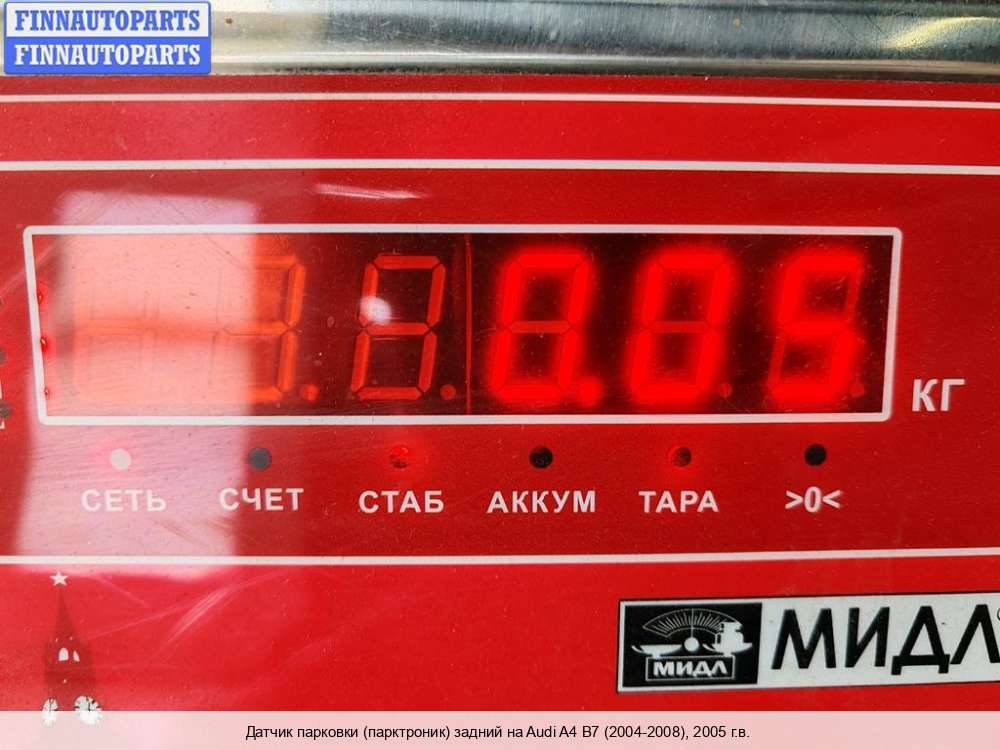 FINNAUTOPARTS
FINNAUTOPARTS
0.05
КГ
СЕТЬ СЧЕТ СТАБ АККУМ ТАРА >0<
МИДЛ МИДЛ
Датчик парковки (парктроник) задний на Audi A4 B7 (2004-2008), 2005 г.в.